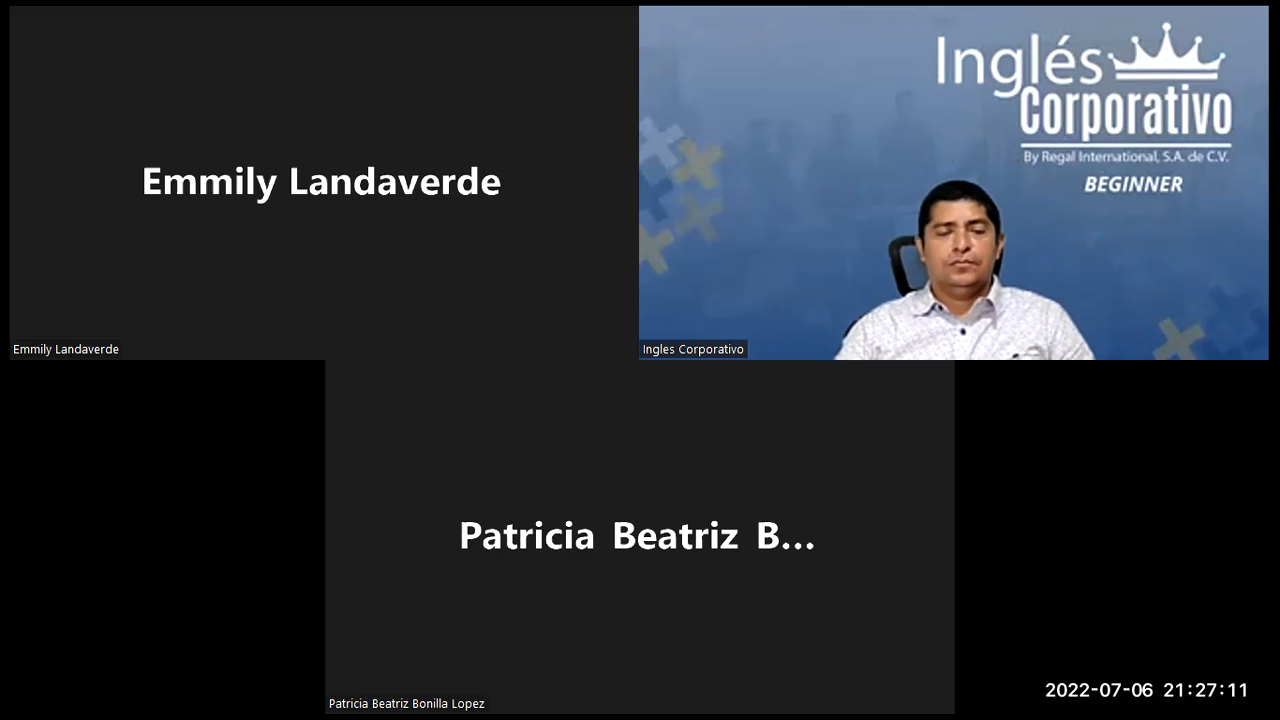 Emmily Landaverde
Emmily Landaverde
Inglés
Corporativo
By Regal International, S.A. de C.V.
BEGINNER
Ingles Corporativo
Patricia Beatriz B...
Patricia Beatriz Bonilla Lopez
2022-07-06 21:27:11